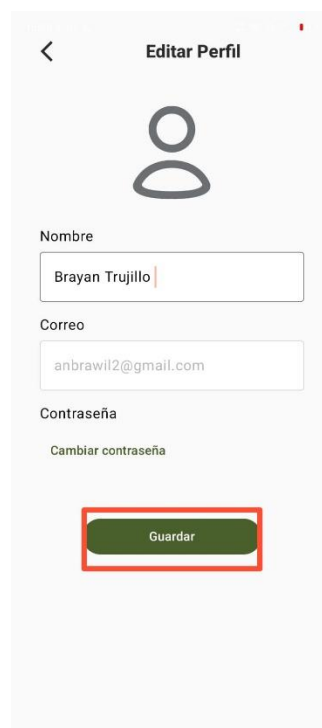 Editar Perfil
Nombre
Brayan Trujillo
Correo
anbrawil2@gmail.com
Contraseña
Cambiar contraseña
Guardar